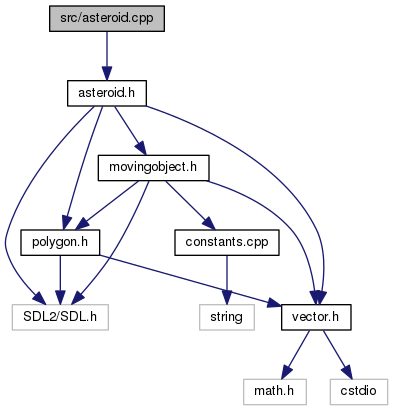 src/asteroid.cpp
asteroid.h
movingobject.h
polygon.h
constants.cpp
SDL2/SDL.h
string
vector.h
math.h
cstdio